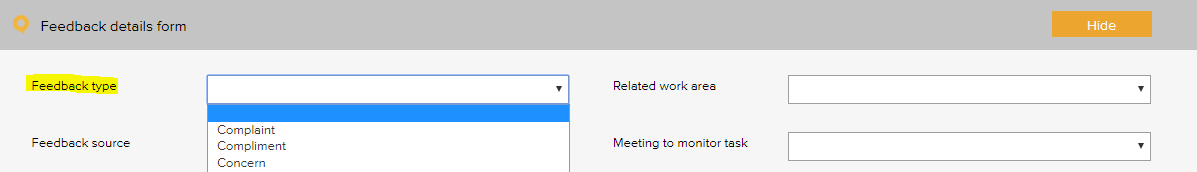 Feedback details form
Hide
Feedback type
Related work area
Complaint
Compliment
Concern
Feedback source
Meeting to monitor task